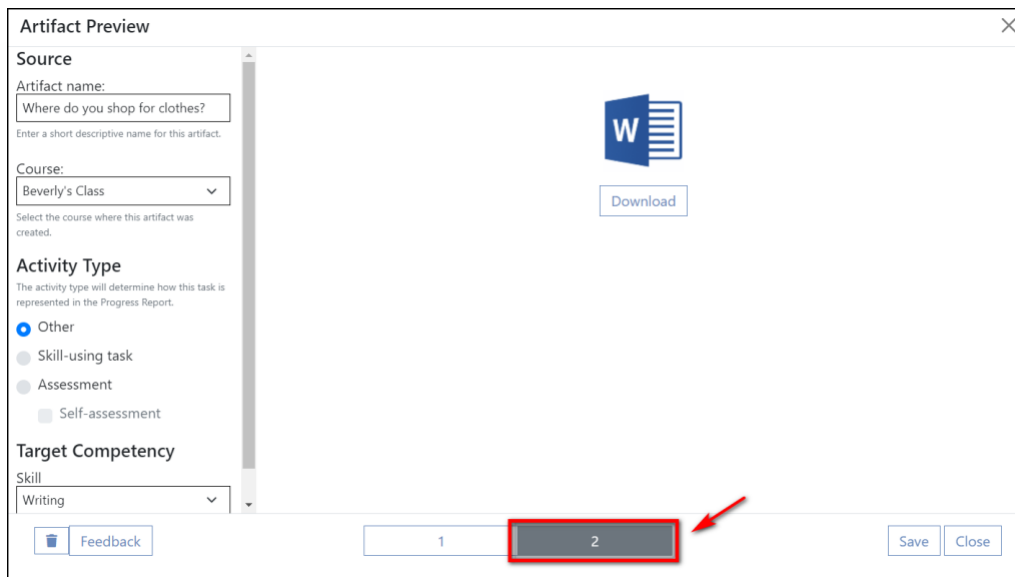 Artifact Preview
Source
Artifact name:
Where do you shop for clothes?
Enter a short descriptive name for this artifact.
Course:
Beverly's Class
Select the course where this artifact was
created.
Activity Type
The activity type will determine how this task is
represented in the Progress Report.
Other
Skill-using task
Assessment
Self-assessment
Target Competency
Skill
Writing
W
Download
Feedback
1
2
Save
Close